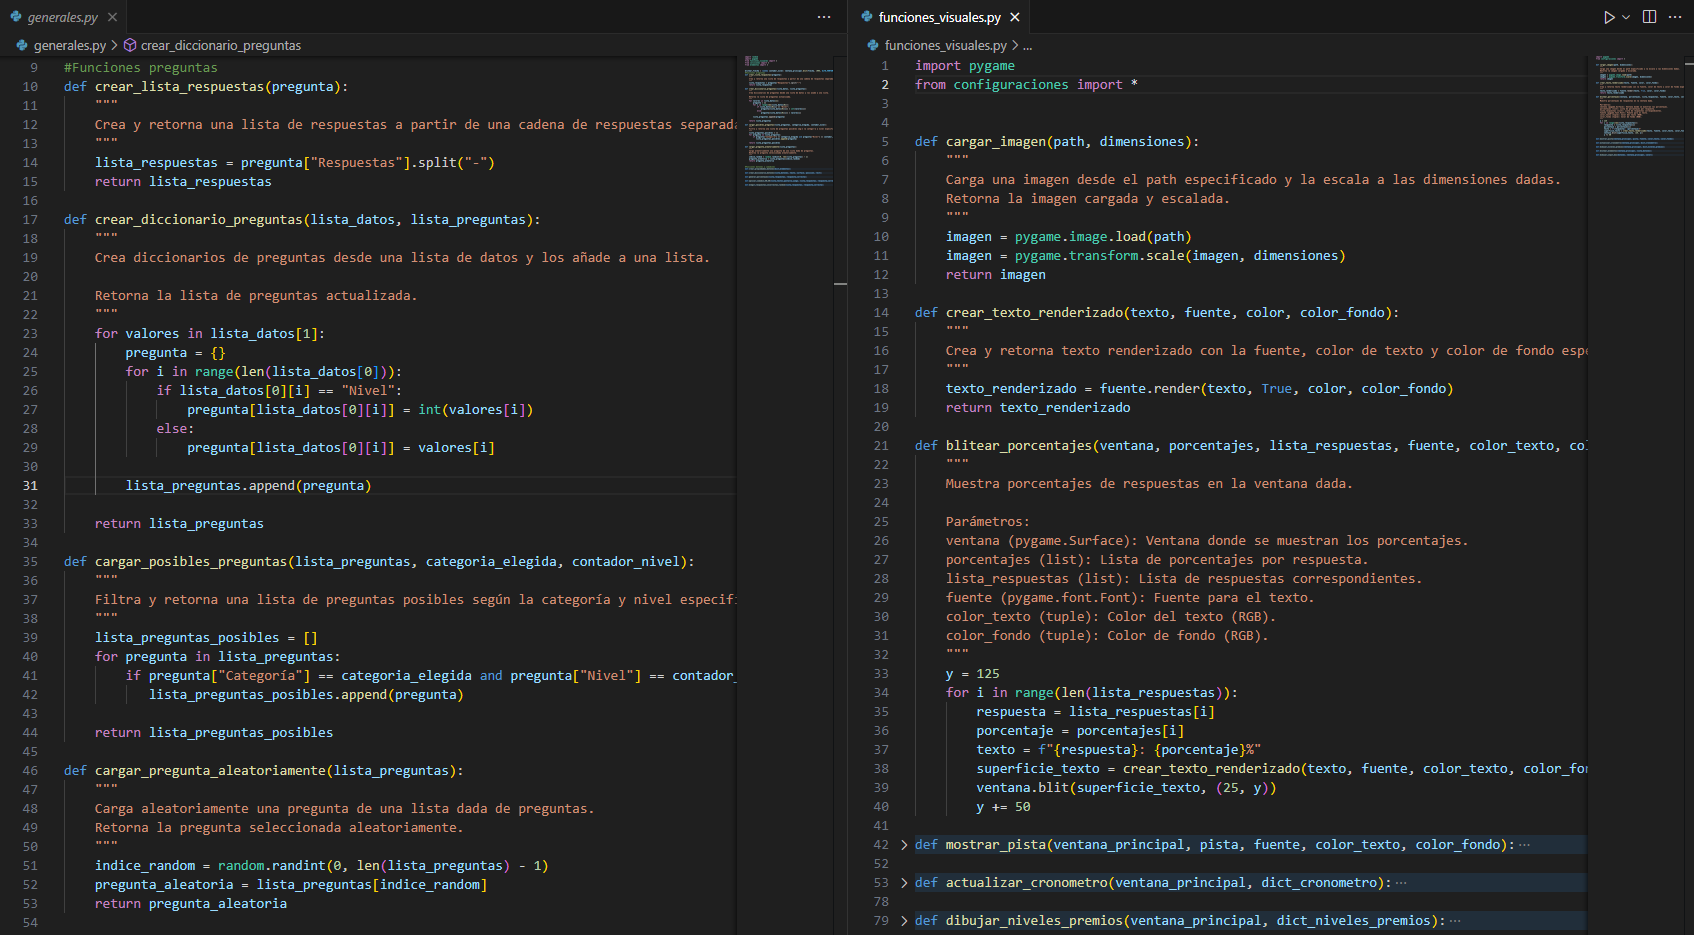 generales.py
generales.py > crear_diccionario_preguntas
9 #Funciones preguntas
10 def crear_lista_respuestas(pregunta):
11 """
12 Crea y retorna una lista de respuestas a partir de una cadena de respuestas separada
13 """
14 lista_respuestas = pregunta["Respuestas"].split("-")
15 return lista_respuestas
16
17 def crear_diccionario_preguntas(lista_datos, lista_preguntas):
18 """
19 Crea diccionarios de preguntas desde una lista de datos y los añade a una lista.
20
21 Retorna la lista de preguntas actualizada.
22 """
23 for valores in lista_datos[1]:
24 pregunta = {}
25 for i in range(len(lista_datos[0])):
26 if lista_datos[0][i] == "Nivel":
27 pregunta[lista_datos[0][i]] = int(valores[i])
28 else:
29 pregunta[lista_datos[0][i]] = valores[i]
30
31 lista_preguntas.append(pregunta)
32
33 return lista_preguntas
34
35 def cargar_posibles_preguntas(lista_preguntas, categoria_elegida, contador_nivel):
36 """
37 Filtra y retorna una lista de preguntas posibles según la categoría y nivel especif
38 """
39 lista_preguntas_posibles = []
40 for pregunta in lista_preguntas:
41 if pregunta["Categoría"] == categoria_elegida and pregunta["Nivel"] == contador_
42 lista_preguntas_posibles.append(pregunta)
43
44 return lista_preguntas_posibles
45
46 def cargar_pregunta_aleatoriamente(lista_preguntas):
47 """
48 Carga aleatoriamente una pregunta de una lista dada de preguntas.
49 Retorna la pregunta seleccionada aleatoriamente.
50 """
51 indice_random = random.randint(0, len(lista_preguntas) - 1)
52 pregunta_aleatoria = lista_preguntas[indice_random]
53 return pregunta_aleatoria
54
funciones_visuales.py
funciones_visuales.py > ...
1 import pygame
2 from configuraciones import *
3
4
5 def cargar_imagen(path, dimensiones):
6 """
7 Carga una imagen desde el path especificado y la escala a las dimensiones dadas.
8 Retorna la imagen cargada y escalada.
9 """
10 imagen = pygame.image.load(path)
11 imagen = pygame.transform.scale(imagen, dimensiones)
12 return imagen
13
14 def crear_texto_renderizado(texto, fuente, color, color_fondo):
15 """
16 Crea y retorna texto renderizado con la fuente, color de texto y color de fondo espe
17 """
18 texto_renderizado = fuente.render(texto, True, color, color_fondo)
19 return texto_renderizado
20
21 def blitear_porcentajes(ventana, porcentajes, lista_respuestas, fuente, color_texto, co
22 """
23 Muestra porcentajes de respuestas en la ventana dada.
24
25 Parámetros:
26 ventana (pygame.Surface): Ventana donde se muestran los porcentajes.
27 porcentajes (list): Lista de porcentajes por respuesta.
28 lista_respuestas (list): Lista de respuestas correspondientes.
29 fuente (pygame.font.Font): Fuente para el texto.
30 color_texto (tuple): Color del texto (RGB).
31 color_fondo (tuple): Color de fondo (RGB).
32 """
33 y = 125
34 for i in range(len(lista_respuestas)):
35 respuesta = lista_respuestas[i]
36 porcentaje = porcentajes[i]
37 texto = f"{respuesta}: {porcentaje}%"
38 superficie_texto = crear_texto_renderizado(texto, fuente, color_texto, color_fon
39 ventana.blit(superficie_texto, (25, y))
40 y += 50
41
42 def mostrar_pista(ventana_principal, pista, fuente, color_texto, color_fondo): ...
52
53 def actualizar_cronometro(ventana_principal, dict_cronometro): ...
78
79 def dibujar_niveles_premios(ventana_principal, dict_niveles_premios): ...